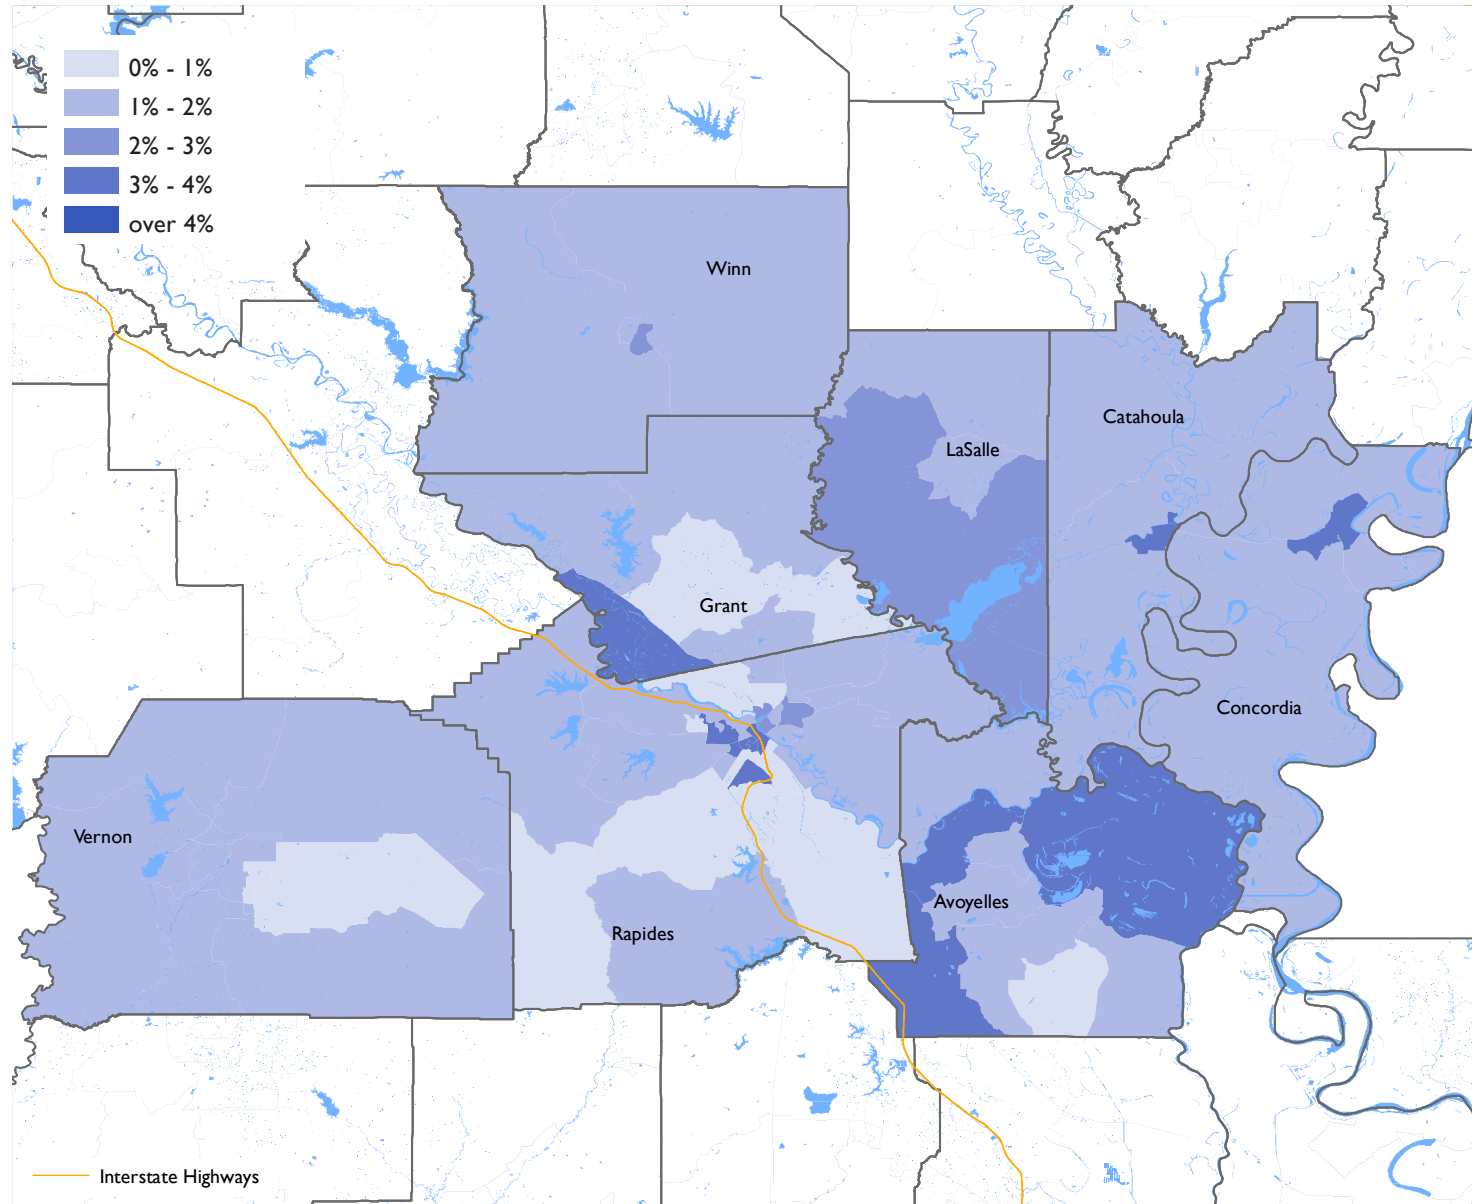 0% - 1%
1% - 2%
2% - 3%
3% - 4%
over 4%
Winn
Catahoula
LaSalle
Grant
Concordia
Vernon
Avoyelles
Rapides
Interstate Highways